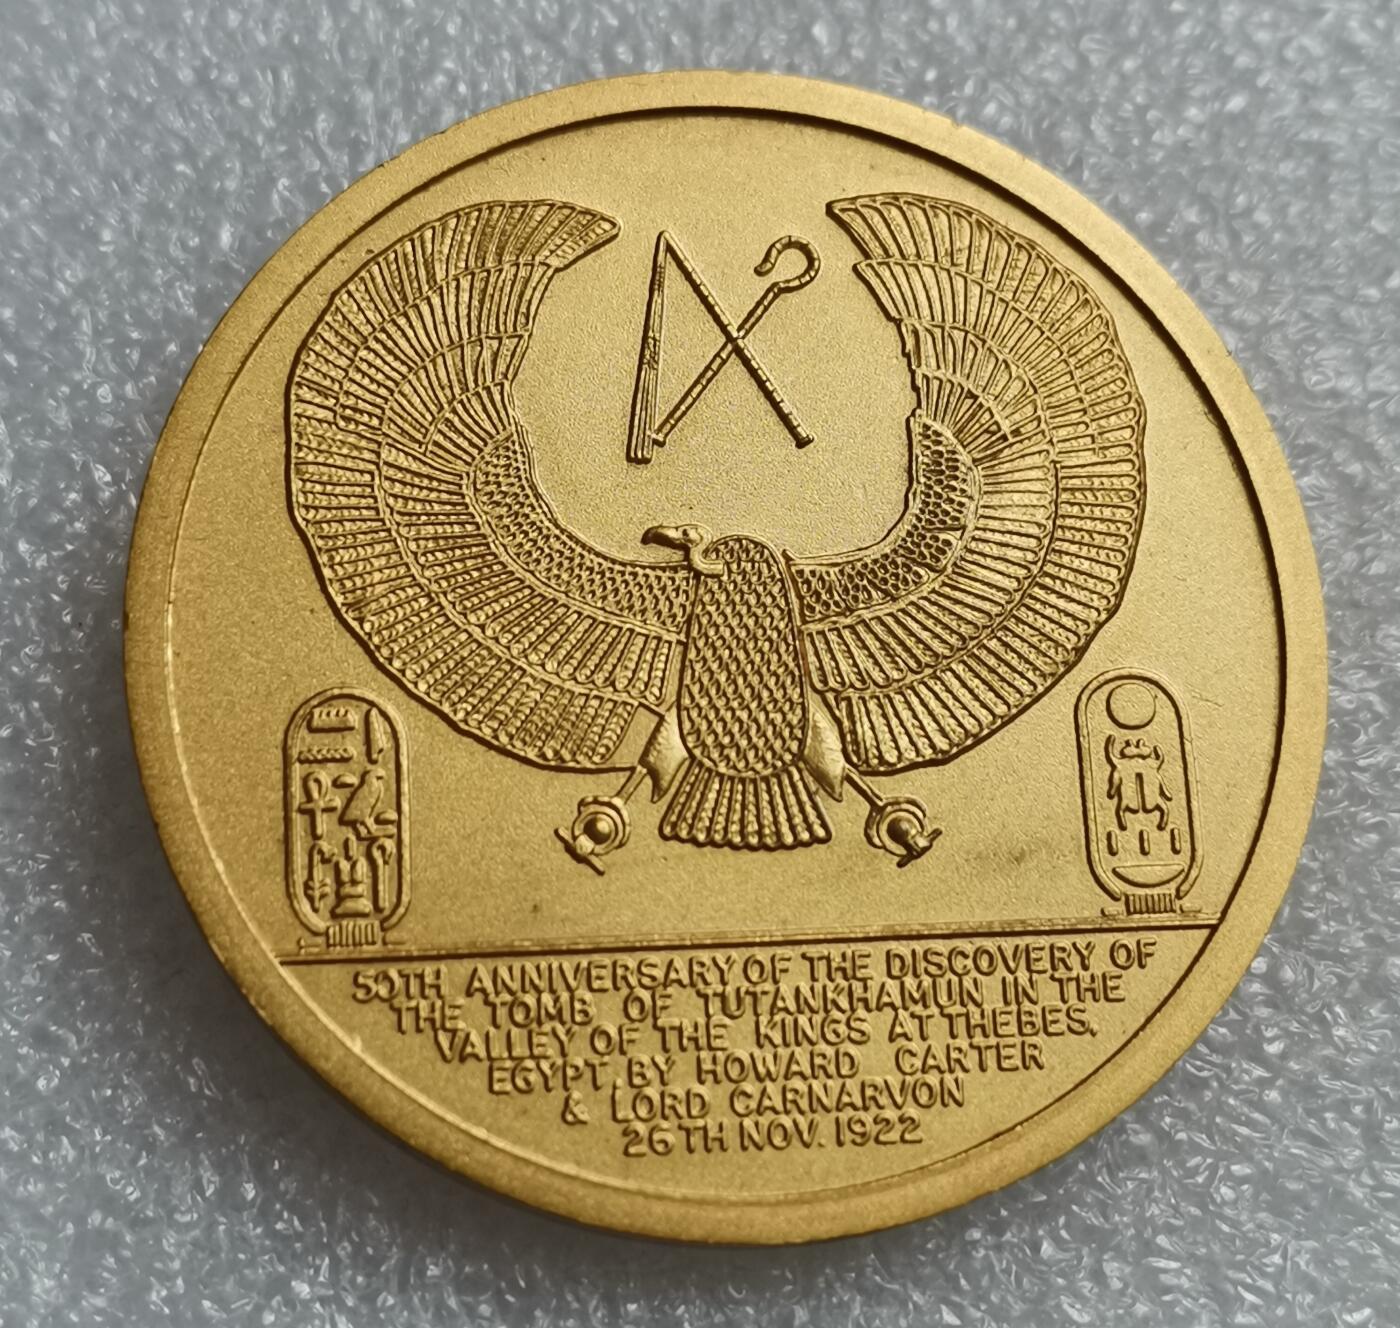 50TH ANNIVERSARY OF THE DISCOVERY OF
THE TOMB OF TUTANKHAMUN IN THE
VALLEY OF THE KINGS AT THEBES,
EGYPT, BY HOWARD CARTER
& LORD CARNARVON
26TH NOV. 1922